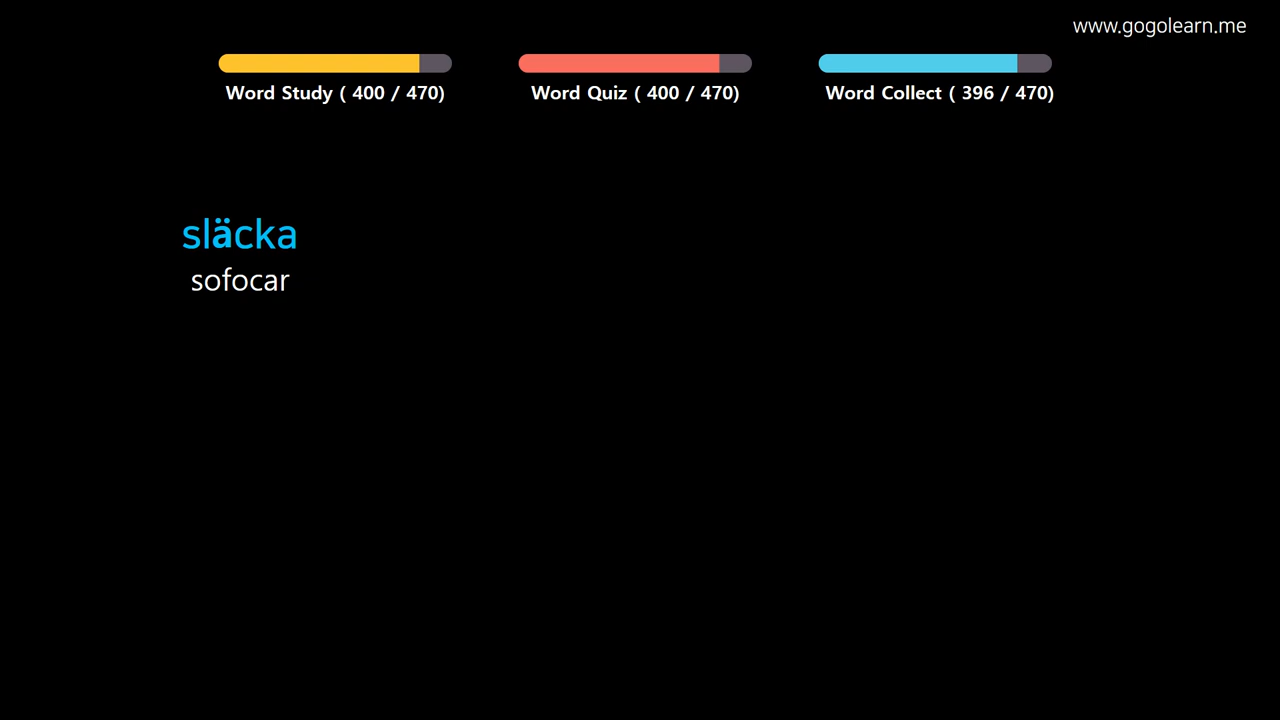 www.gogolearn.me
Word Study ( 400 / 470)
Word Quiz ( 400 / 470)
Word Collect ( 396 / 470)
släcka
sofocar